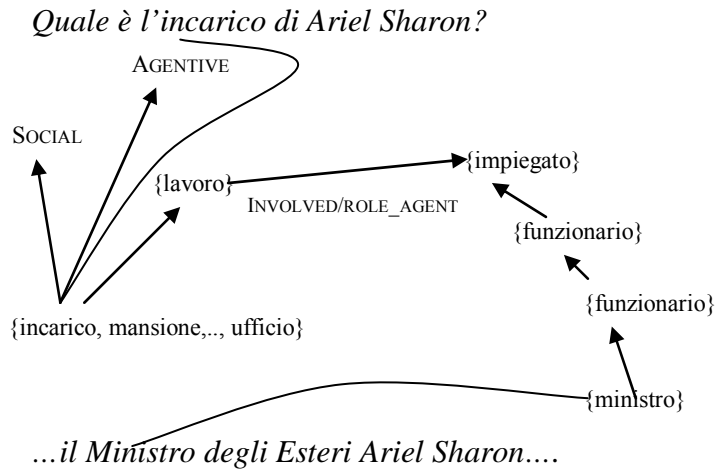 Quale è l'incarico di Ariel Sharon?
AGENTIVE
SOCIAL
{lavoro}
{impiegato}
INVOLVED/ROLE_AGENT
{funzionario}
{funzionario}
{incarico, mansione,.., ufficio}
{ministro}
...il Ministro degli Esteri Ariel Sharon....